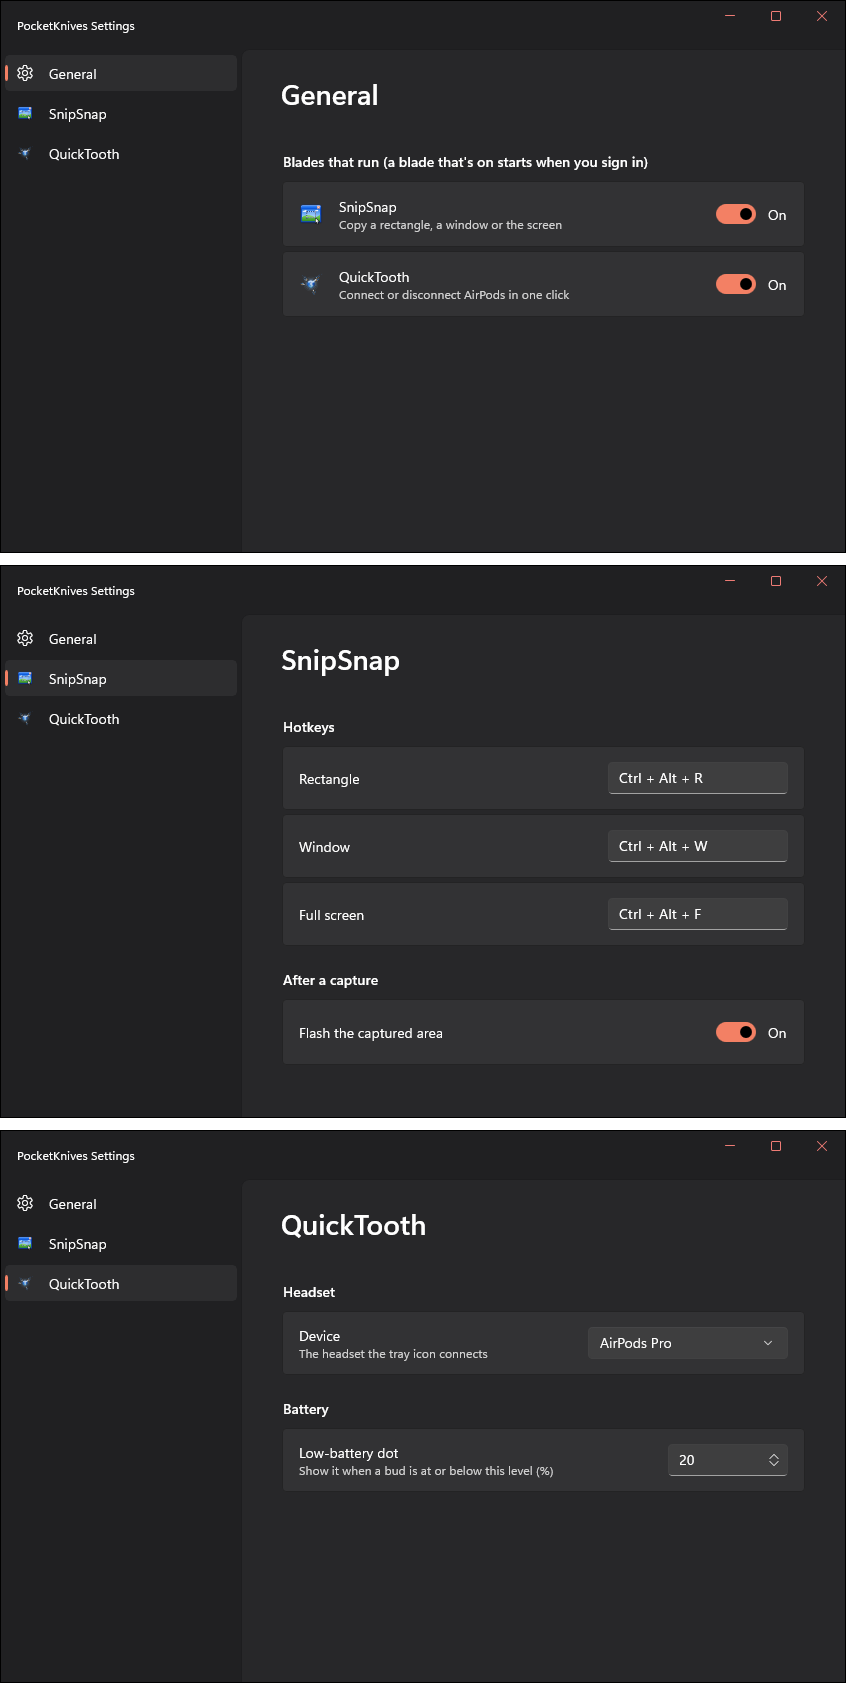 PocketKnives Settings
General
SnipSnap
QuickTooth
General
Blades that run (a blade that's on starts when you sign in)
SnipSnap
Copy a rectangle, a window or the screen
On
QuickTooth
Connect or disconnect AirPods in one click
On
PocketKnives Settings
General
SnipSnap
QuickTooth
SnipSnap
Hotkeys
Rectangle
Ctrl + Alt + R
Window
Ctrl + Alt + W
Full screen
Ctrl + Alt + F
After a capture
Flash the captured area
On
PocketKnives Settings
General
SnipSnap
QuickTooth
QuickTooth
Headset
Device
The headset the tray icon connects
AirPods Pro
Battery
Low-battery dot
Show it when a bud is at or below this level (%)
20